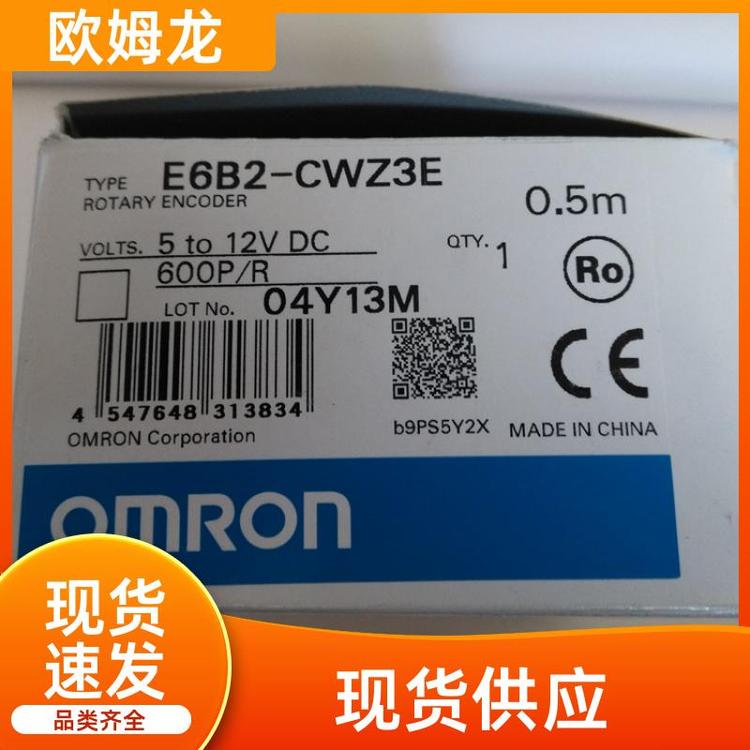 欧姆龙
TYPE E6B2-CWZ3E
ROTARY ENCODER
0.5m
VOLTS. 5 to 12V DC
QTY. 1
600P/R
Ro
LOT No. 04Y13M
CE
4 547648 313834
b9PS5Y2X
OMRON Corporation
MADE IN CHINA
OMRON
现货
速发
品类齐全
现货供应